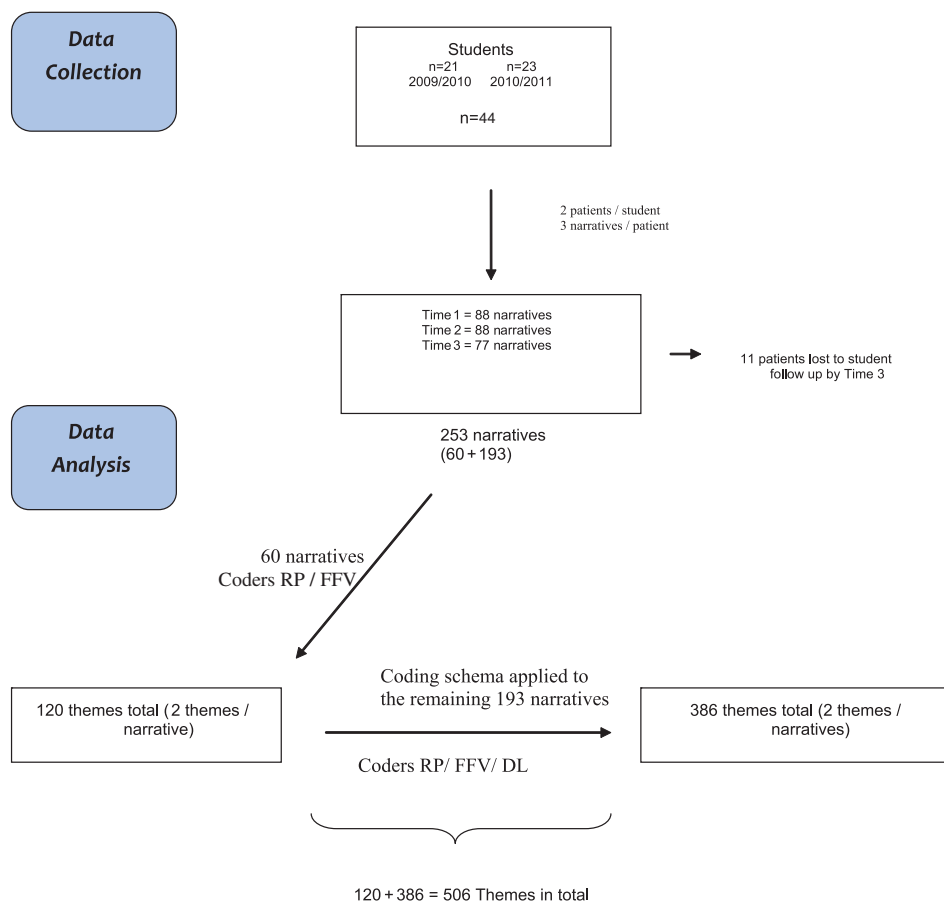 Data
Collection
Students
n=21 n=23
2009/2010 2010/2011
n=44
2 patients / student
3 narratives / patient
Time 1 = 88 narratives
Time 2 = 88 narratives
Time 3 = 77 narratives
11 patients lost to student
follow up by Time 3
Data
Analysis
253 narratives
(60 + 193)
60 narratives
Coders RP / FFV
120 themes total (2 themes /
narrative)
Coding schema applied to
the remaining 193 narratives
Coders RP/ FFV/ DL
386 themes total (2 themes /
narratives)
120 + 386 = 506 Themes in total